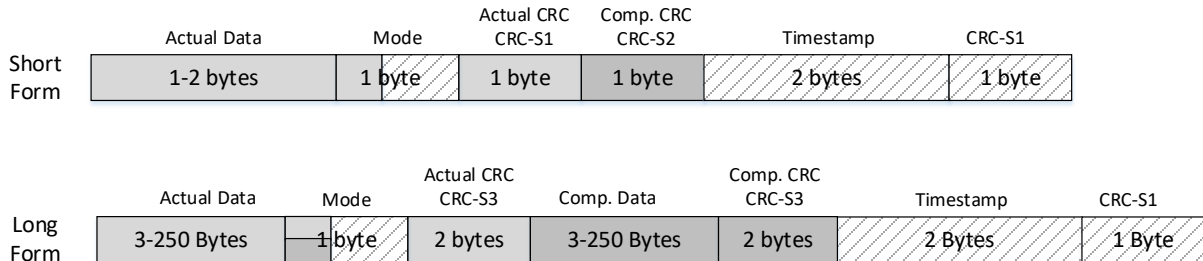 Actual CRC Comp. CRC
Actual Data Mode CRC-S1 CRC-S2 Timestamp CRC-S1
Short
Form
1-2 bytes 1 byte 1 byte 1 byte 2 bytes 1 byte
Actual CRC Comp. CRC
Actual Data Mode CRC-S3 Comp. Data CRC-S3 Timestamp CRC-S1
Long
Form
3-250 Bytes 1 byte 2 bytes 3-250 Bytes 2 bytes 2 Bytes 1 Byte